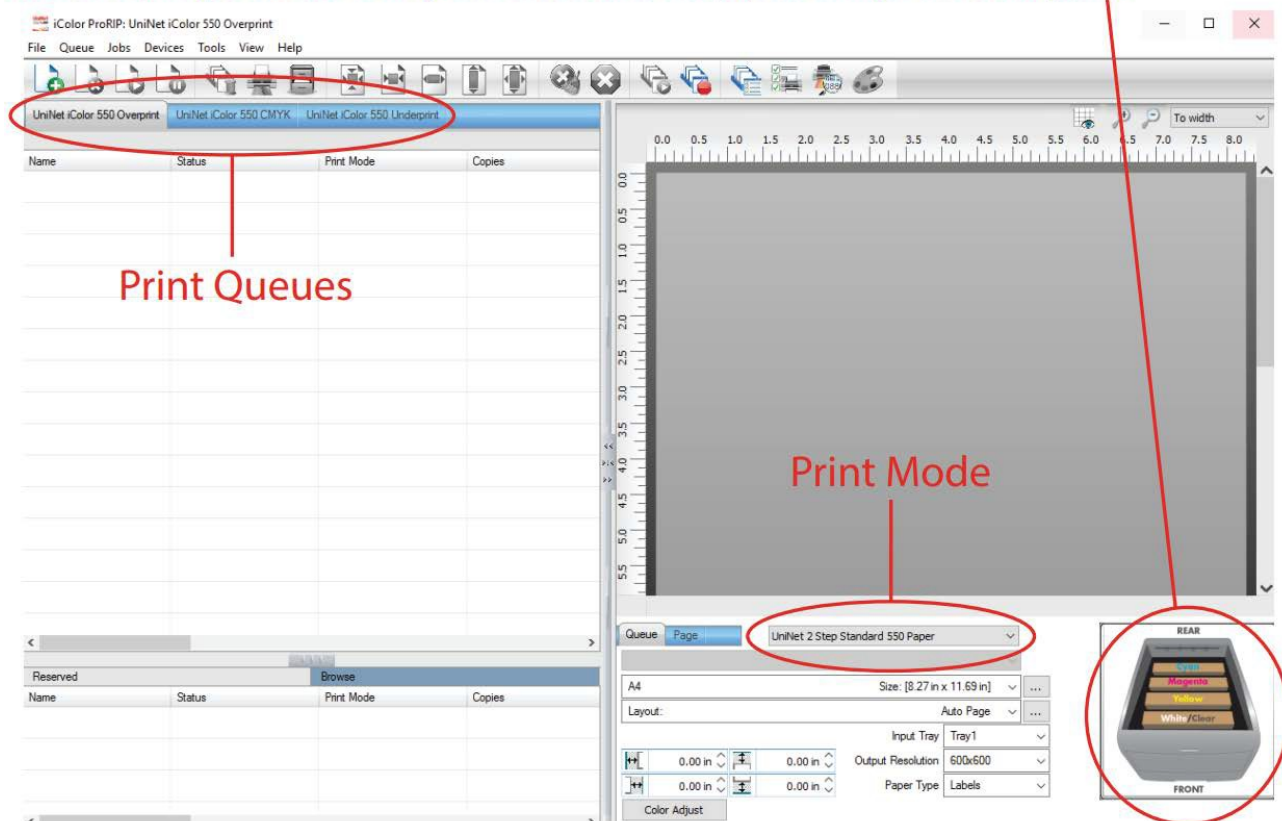 iColor ProRIP: UniNet iColor 550 Overprint
File Queue Jobs Devices Tools View Help
UniNet iColor 550 Overprint UniNet iColor 550 CMYK UniNet iColor 550 Underprint
To width
Name Status Print Mode Copies
0.0 0.5 1.0 1.5 2.0 2.5 3.0 3.5 4.0 4.5 5.0 5.5 6.0 6.5 7.0 7.5 8.0
0.0
0.5
1.0
1.5
2.0
2.5
3.0
3.5
4.0
4.5
5.0
5.5
Print Queues
Print Mode
<< 
>>
< >
Reserved Browse
Name Status Print Mode Copies
Queue Page UniNet 2 Step Standard 550 Paper
A4 Size: [8.27 in x 11.69 in] ...
Layout: Auto Page ...
Input Tray Tray1
0.00 in 0.00 in Output Resolution 600x600
0.00 in 0.00 in Paper Type Labels
Color Adjust
REAR
Cyan
Magenta
Yellow
White/Clear
FRONT